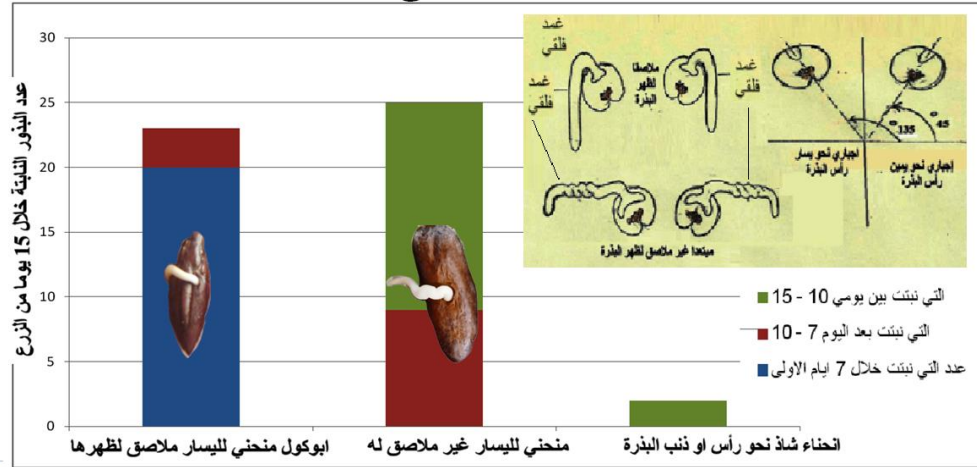 عدد البذور النابتة خلال 15 يوما من الزرع
30
25
20
15
10
5
0
غمد
فلقي
غمد
فلقي
ملاصقا
لظهر
البذرة
غمد
فلقي
135
45
اجباري نحو يسار
رأس البذرة
إجباري نحو يمين
رأس البذرة
مبتعدا غير ملاصق لظهر البذرة
التي نبتت بين يومي 10 - 15
التي نبتت بعد اليوم 7 - 10
عدد التي نبتت خلال 7 ايام الاولى
ابوكول منحني لليسار ملاصق لظهرها
منحني لليسار غير ملاصق له
انحناء شاذ نحو رأس او ذنب البذرة